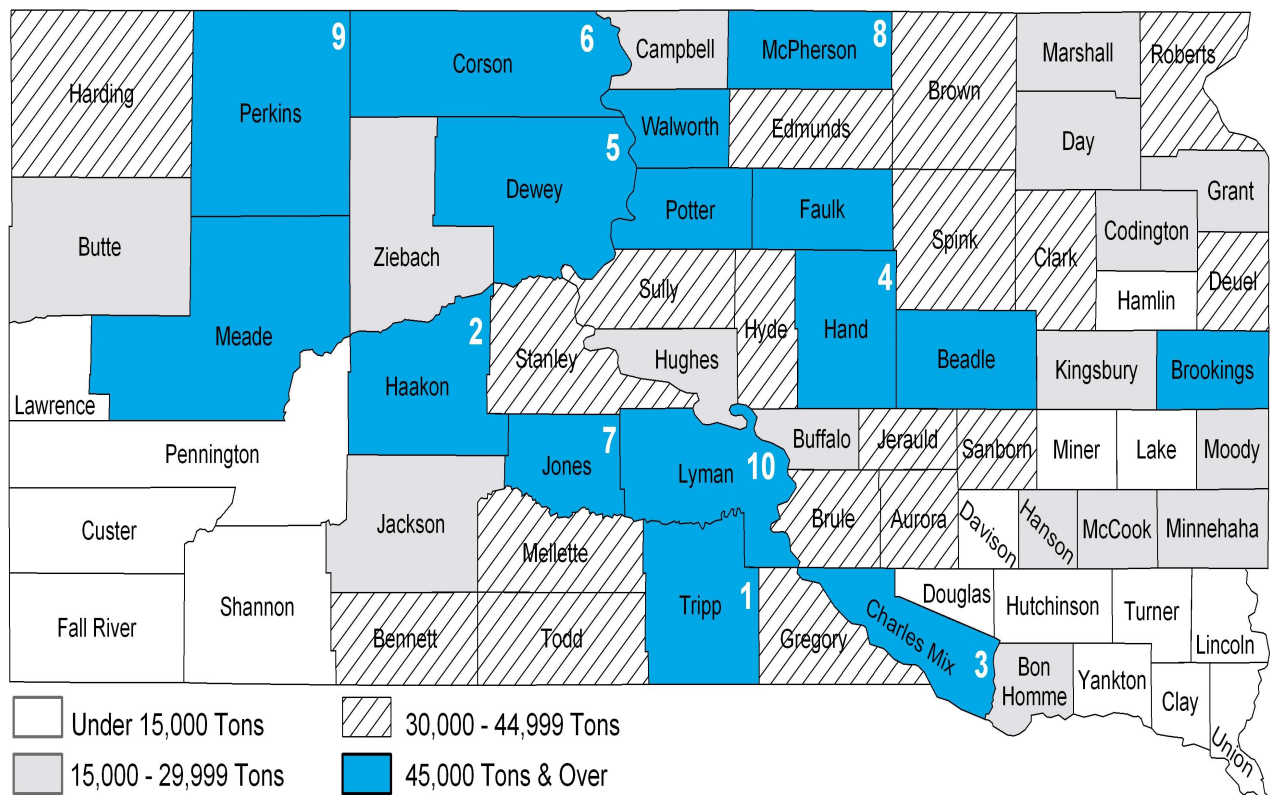 9
6
Campbell
8
Marshall
Roberts
Harding
Perkins
Corson
McPherson
Brown
Walworth
Edmunds
Day
5
Dewey
Grant
Butte
Ziebach
Potter
Faulk
Spink
Clark
Codington
Sully
4
Deuel
Hamlin
Meade
2
Stanley
Hyde
Hand
Hughes
Beadle
Kingsbury
Brookings
Haakon
Lawrence
Pennington
7
Jones
Lyman
10
Buffalo
Jerauld
Sanborn
Miner
Lake
Moody
Custer
Jackson
Mellette
Brule
Aurora
Davison
Hanson
McCook
Minnehaha
Fall River
Shannon
Bennett
Todd
Tripp
1
Gregory
Charles Mix
3
Douglas
Hutchinson
Turner
Lincoln
Bon
Homme
Yankton
Clay
Union
Under 15,000 Tons
30,000 - 44,999 Tons
15,000 - 29,999 Tons
45,000 Tons & Over